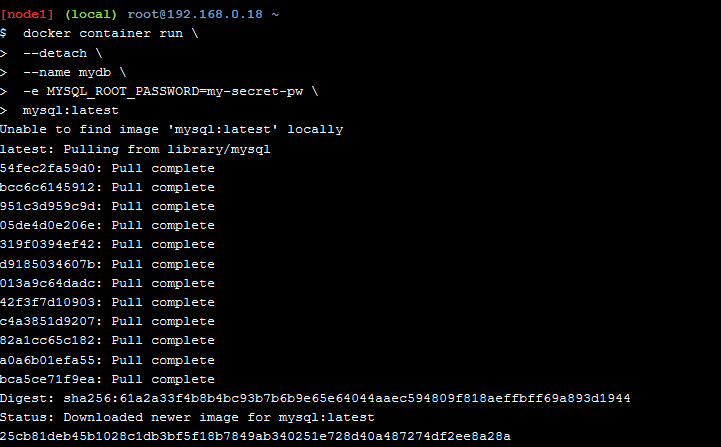 [node1] (local) root@192.168.0.18 ~
$ docker container run \
> --detach \
> --name mydb \
> -e MYSQL_ROOT_PASSWORD=my-secret-pw \
> mysql:latest
Unable to find image 'mysql:latest' locally
latest: Pulling from library/mysql
54fec2fa59d0: Pull complete
bcc6c6145912: Pull complete
951c3d959c9d: Pull complete
05de4d0e206e: Pull complete
319f0394ef42: Pull complete
d9185034607b: Pull complete
013a9c64dadc: Pull complete
42f3f7d10903: Pull complete
c4a3851d9207: Pull complete
82a1cc65c182: Pull complete
a0a6b01efa55: Pull complete
bca5ce71f9ea: Pull complete
Digest: sha256:61a2a33f4b8b4bc93b7b6b9e65e64044aaec594809f818aeffbff69a893d1944
Status: Downloaded newer image for mysql:latest
25cb81deb45b1028c1db3bf5f18b7849ab340251e728d40a487274df2ee8a28a